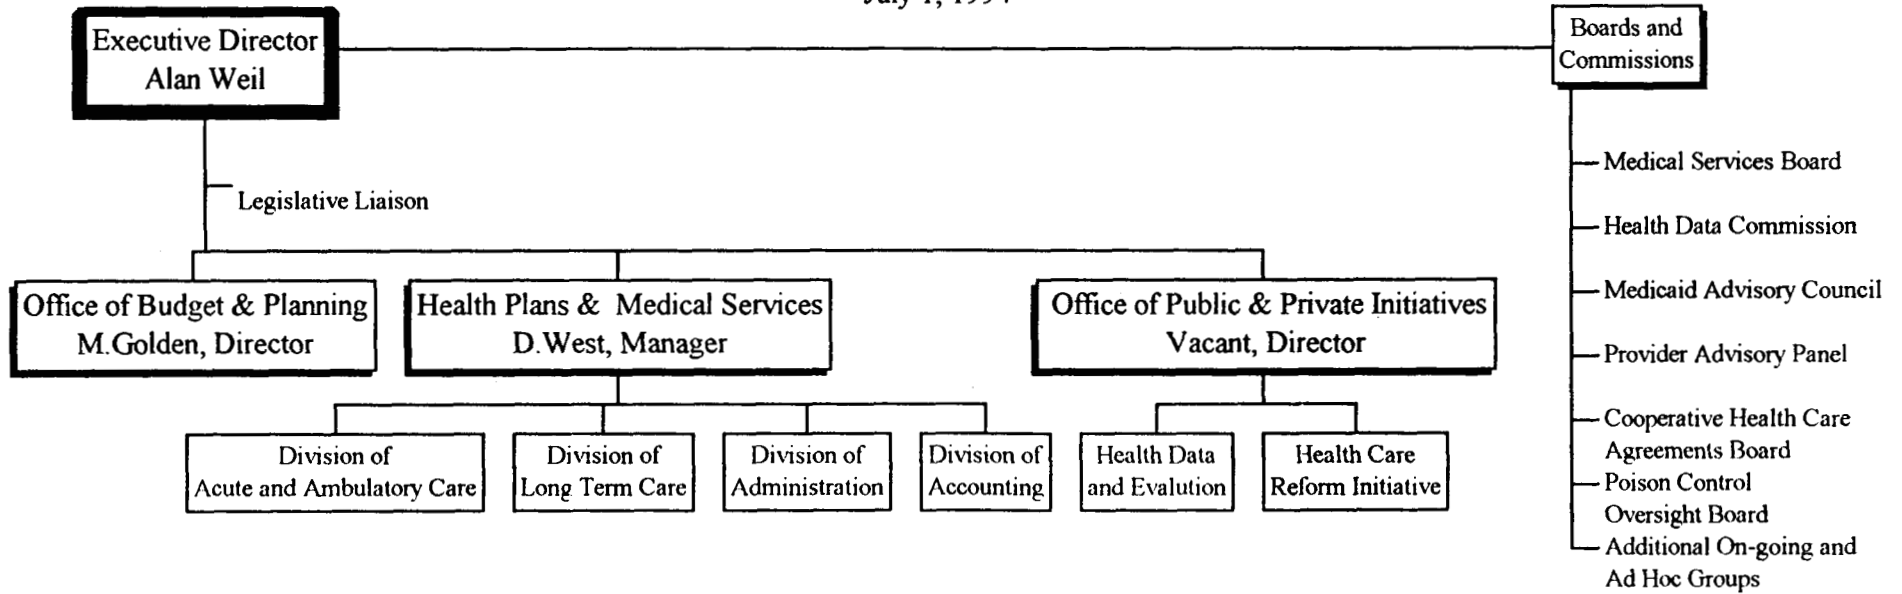 July 1, 1994
Executive Director
Alan Weil
Boards and
Commissions
Legislative Liaison
Medical Services Board
Health Data Commission
Medicaid Advisory Council
Provider Advisory Panel
Cooperative Health Care
Agreements Board
Poison Control
Oversight Board
Additional On-going and
Ad Hoc Groups
Office of Budget & Planning
M.Golden, Director
Health Plans & Medical Services
D.West, Manager
Office of Public & Private Initiatives
Vacant, Director
Division of
Acute and Ambulatory Care
Division of
Long Term Care
Division of
Administration
Division of
Accounting
Health Data
and Evalution
Health Care
Reform Initiative